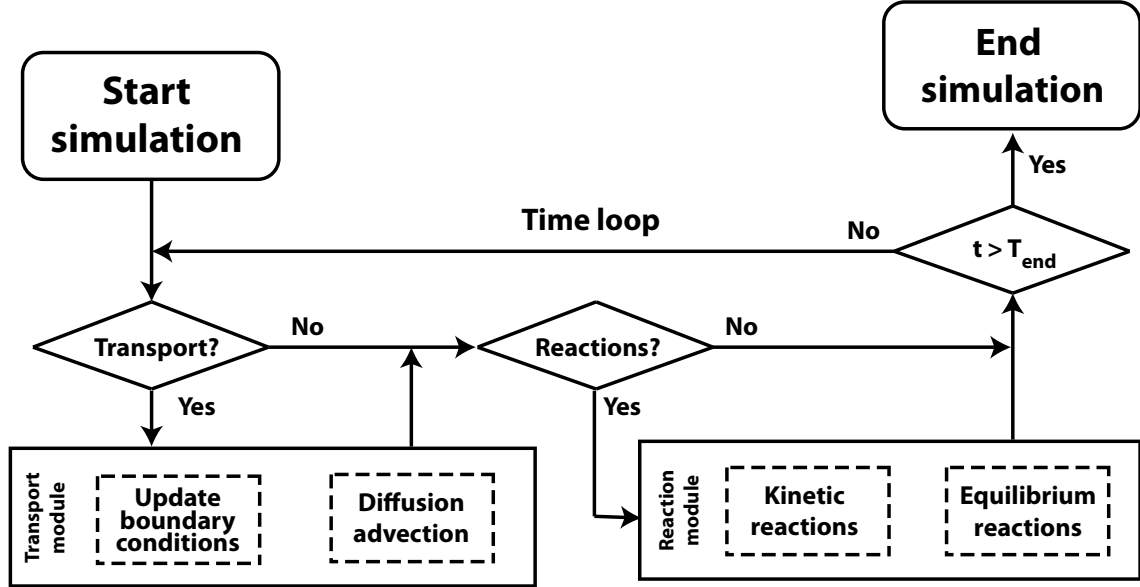 Start
simulation
End
simulation
Yes
Time loop
No
t > Tend
Transport?
No
Reactions?
No
Yes
Yes
Transport
module
Update
boundary
conditions
Diffusion
advection
Reaction
module
Kinetic
reactions
Equilibrium
reactions